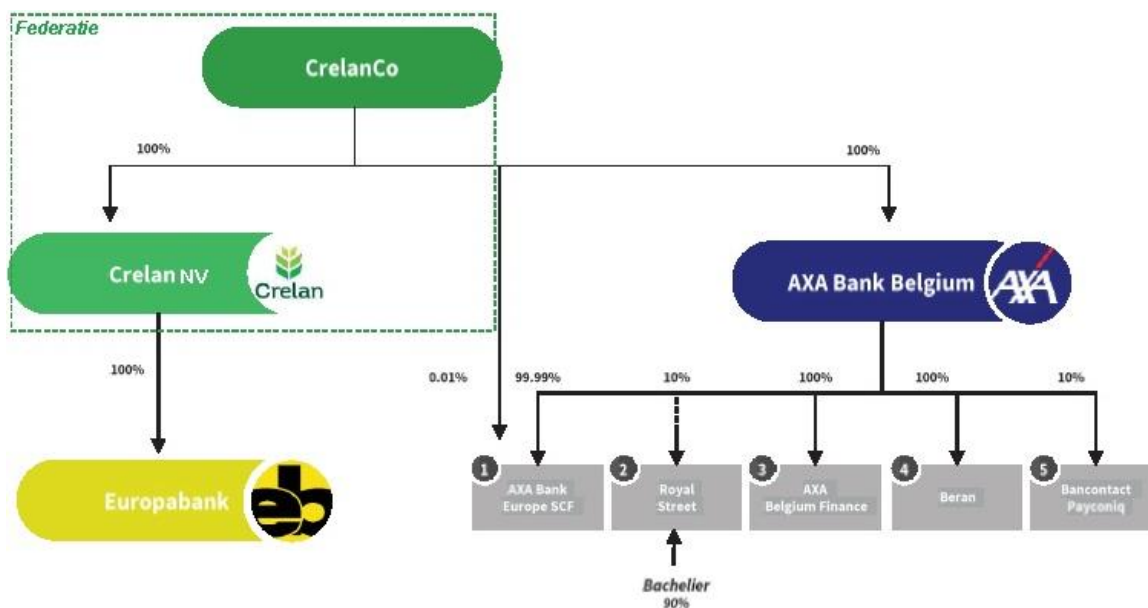 Federatie
CrelanCo
100%
100%
Crelan NV
Crelan
AXA Bank Belgium
AXA
100%
0.01%
99.99%
10%
100%
100%
10%
Europabank
eb
1
2
3
4
5
AXA Bank
Europe SCF
Royal
Street
AXA
Belgium Finance
Beran
Bancontact
Payconiq
Bachelier
90%